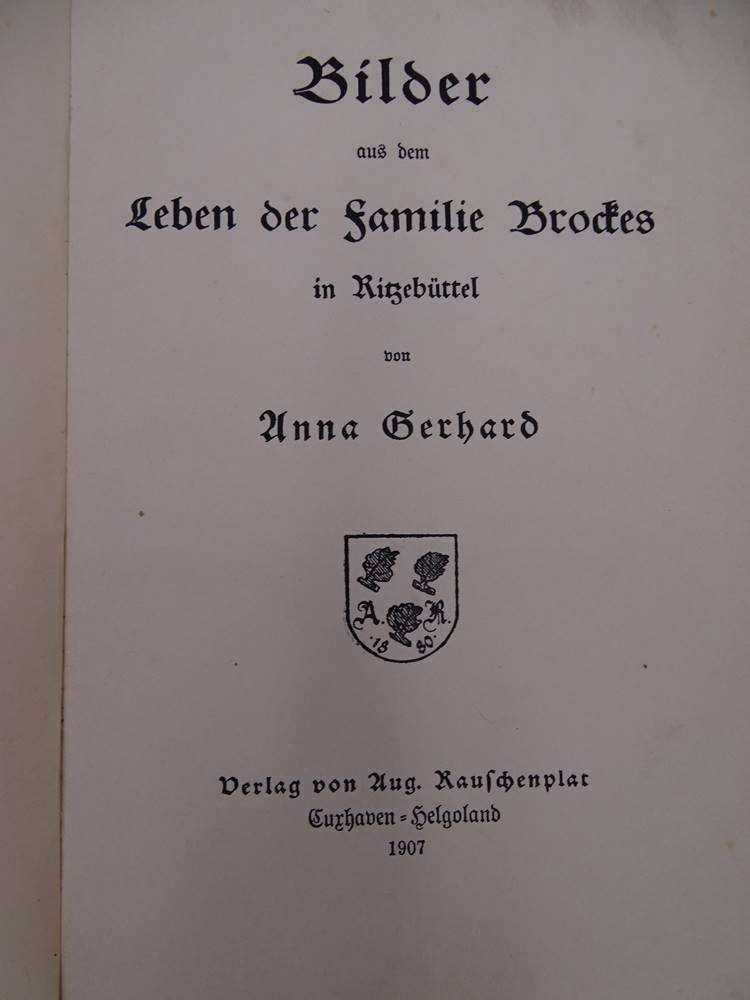 Bilder
aus dem
Leben der Familie Brockes
in Ritzebüttel
von
Anna Gerhard
A. R.
·18 80·
Verlag von Aug. Rauſchenplat
Cuxhaven=Helgoland
1907